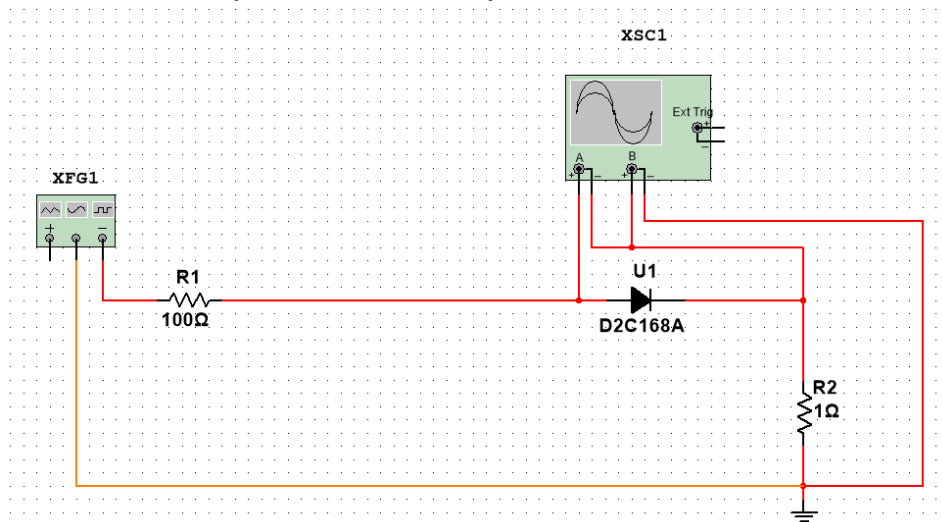 XSC1
Ext Trig
+
−
A
B
+
−
+
−
XFG1
+
−
R1
100Ω
U1
D2C168A
R2
1Ω